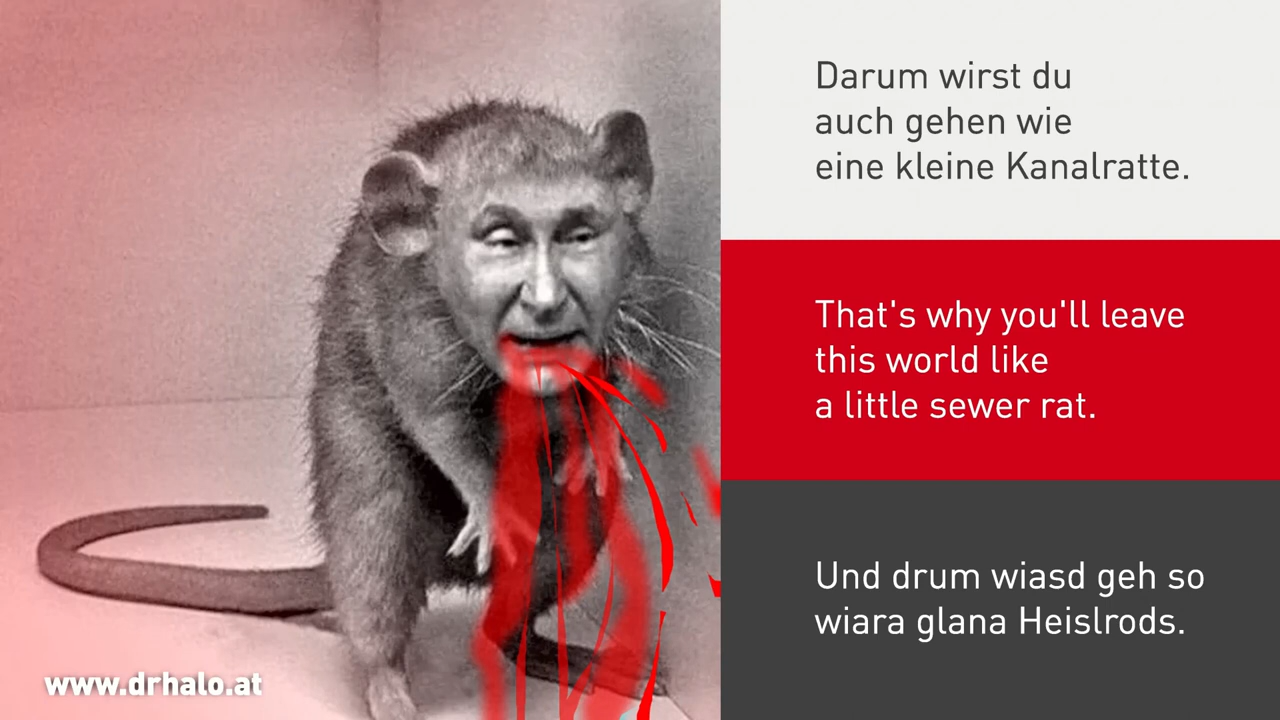 Darum wirst du
auch gehen wie
eine kleine Kanalratte.
That's why you'll leave
this world like
a little sewer rat.
Und drum wiasd geh so
wiara glana Heislrods.
www.drhalo.at